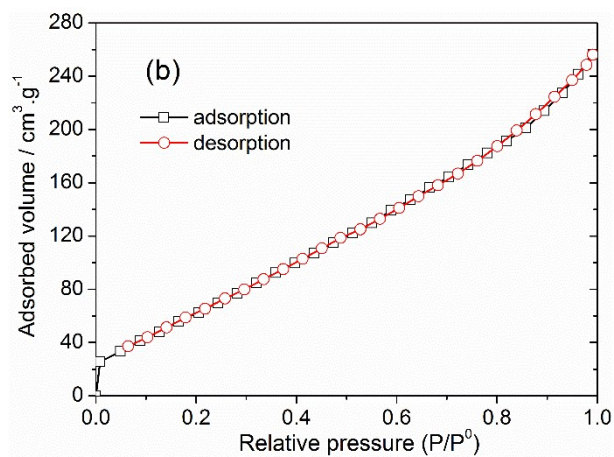 280
240
200
160
120
80
40
0
(b)
adsorption
desorption
Adsorbed volume / cm³.g⁻¹
0.0 0.2 0.4 0.6 0.8 1.0
Relative pressure (P/P⁰)